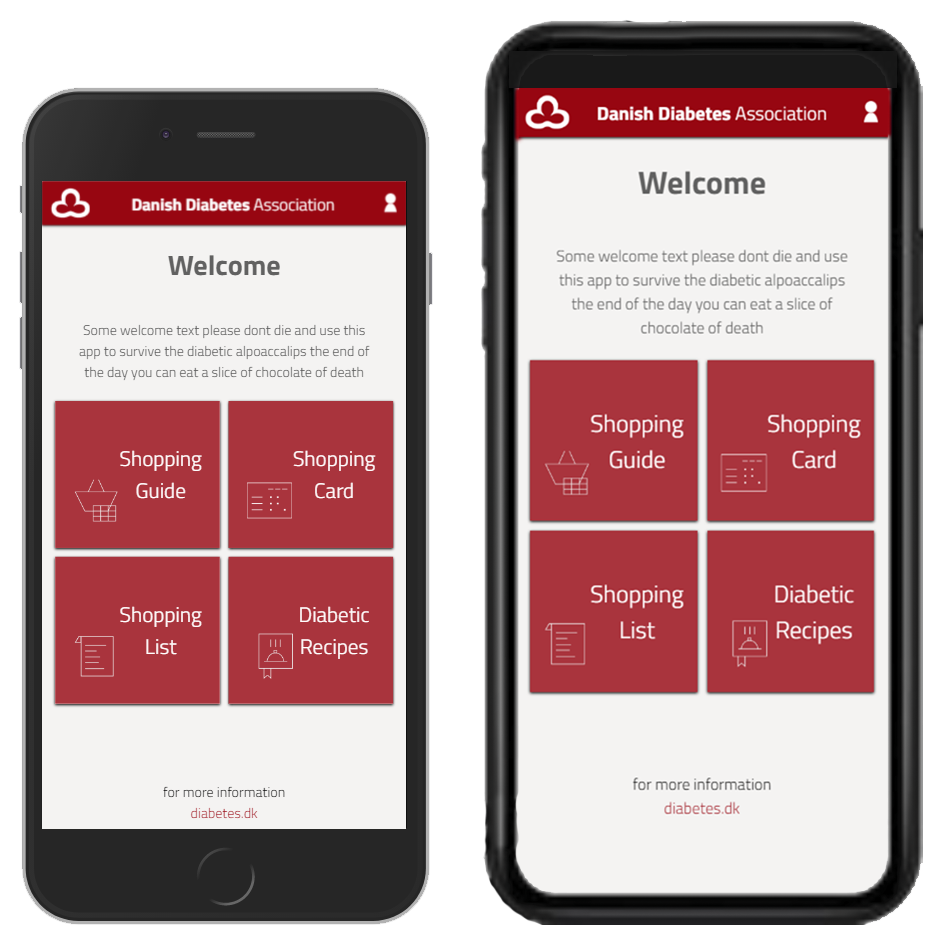 Danish Diabetes Association
Welcome
Some welcome text please dont die and use this
app to survive the diabetic alpoaccalips the end of
the day you can eat a slice of chocolate of death
Shopping
Guide
Shopping
Card
Shopping
List
Diabetic
Recipes
for more information
diabetes.dk
Danish Diabetes Association
Welcome
Some welcome text please dont die and use
this app to survive the diabetic alpoaccalips
the end of the day you can eat a slice of
chocolate of death
Shopping
Guide
Shopping
Card
Shopping
List
Diabetic
Recipes
for more information
diabetes.dk